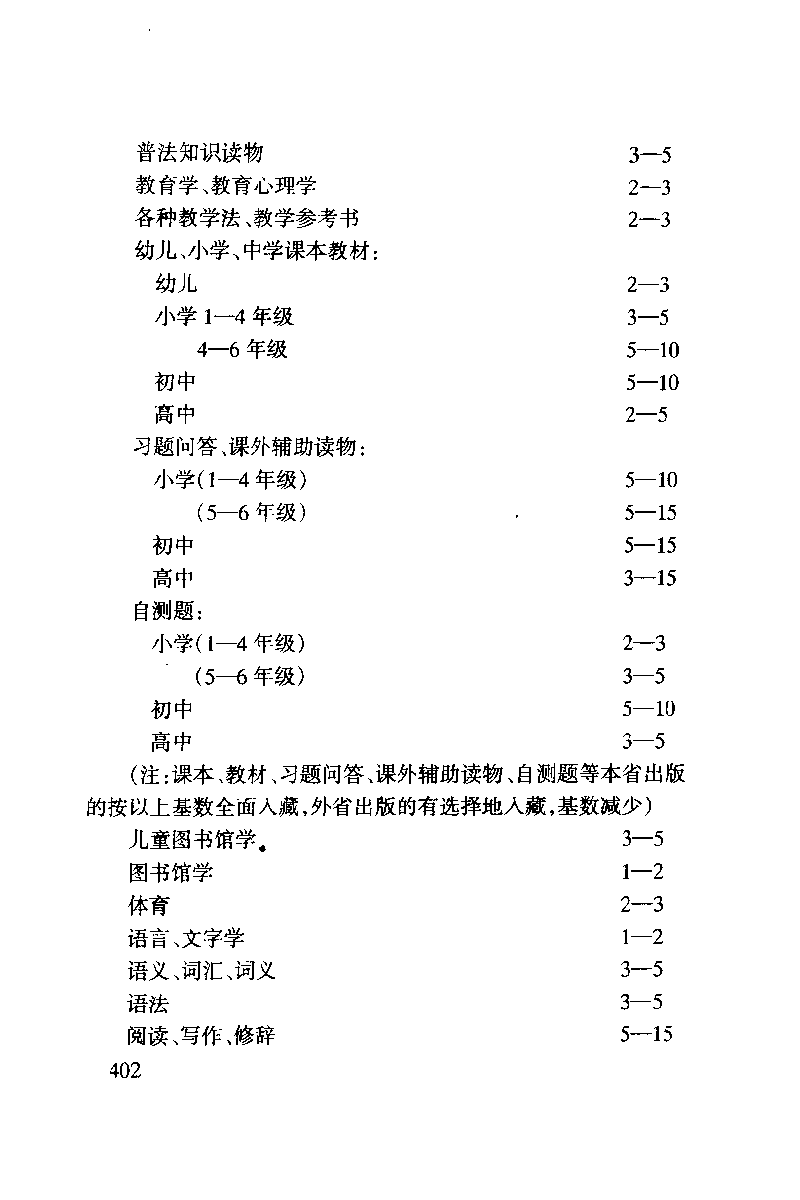 普法知识读物 3—5
教育学、教育心理学 2—3
各种教学法、教学参考书 2—3
幼儿、小学、中学课本教材：
幼儿 2—3
小学 1—4 年级 3—5
4—6 年级 5—10
初中 5—10
高中 2—5
习题问答、课外辅助读物：
小学(1—4 年级) 5—10
(5—6 年级) 5—15
初中 5—15
高中 3—15
自测题：
小学(1—4 年级) 2—3
(5—6 年级) 3—5
初中 5—10
高中 3—5
(注：课本、教材、习题问答、课外辅助读物、自测题等本省出版
的按以上基数全面入藏，外省出版的有选择地入藏，基数减少)
儿童图书馆学. 3—5
图书馆学 1—2
体育 2—3
语言、文字学 1—2
语义、词汇、词义 3—5
语法 3—5
阅读、写作、修辞 5—15
402